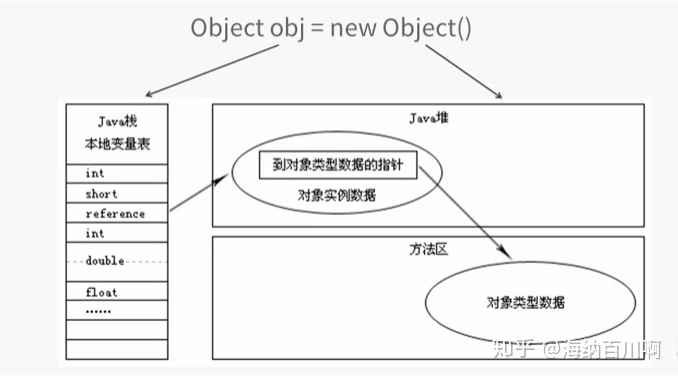 Object obj = new Object()
Java栈
本地变量表
int
short
reference
int
double
float
......
Java堆
到对象类型数据的指针
对象实例数据
方法区
对象类型数据
知乎 @海纳百川啊